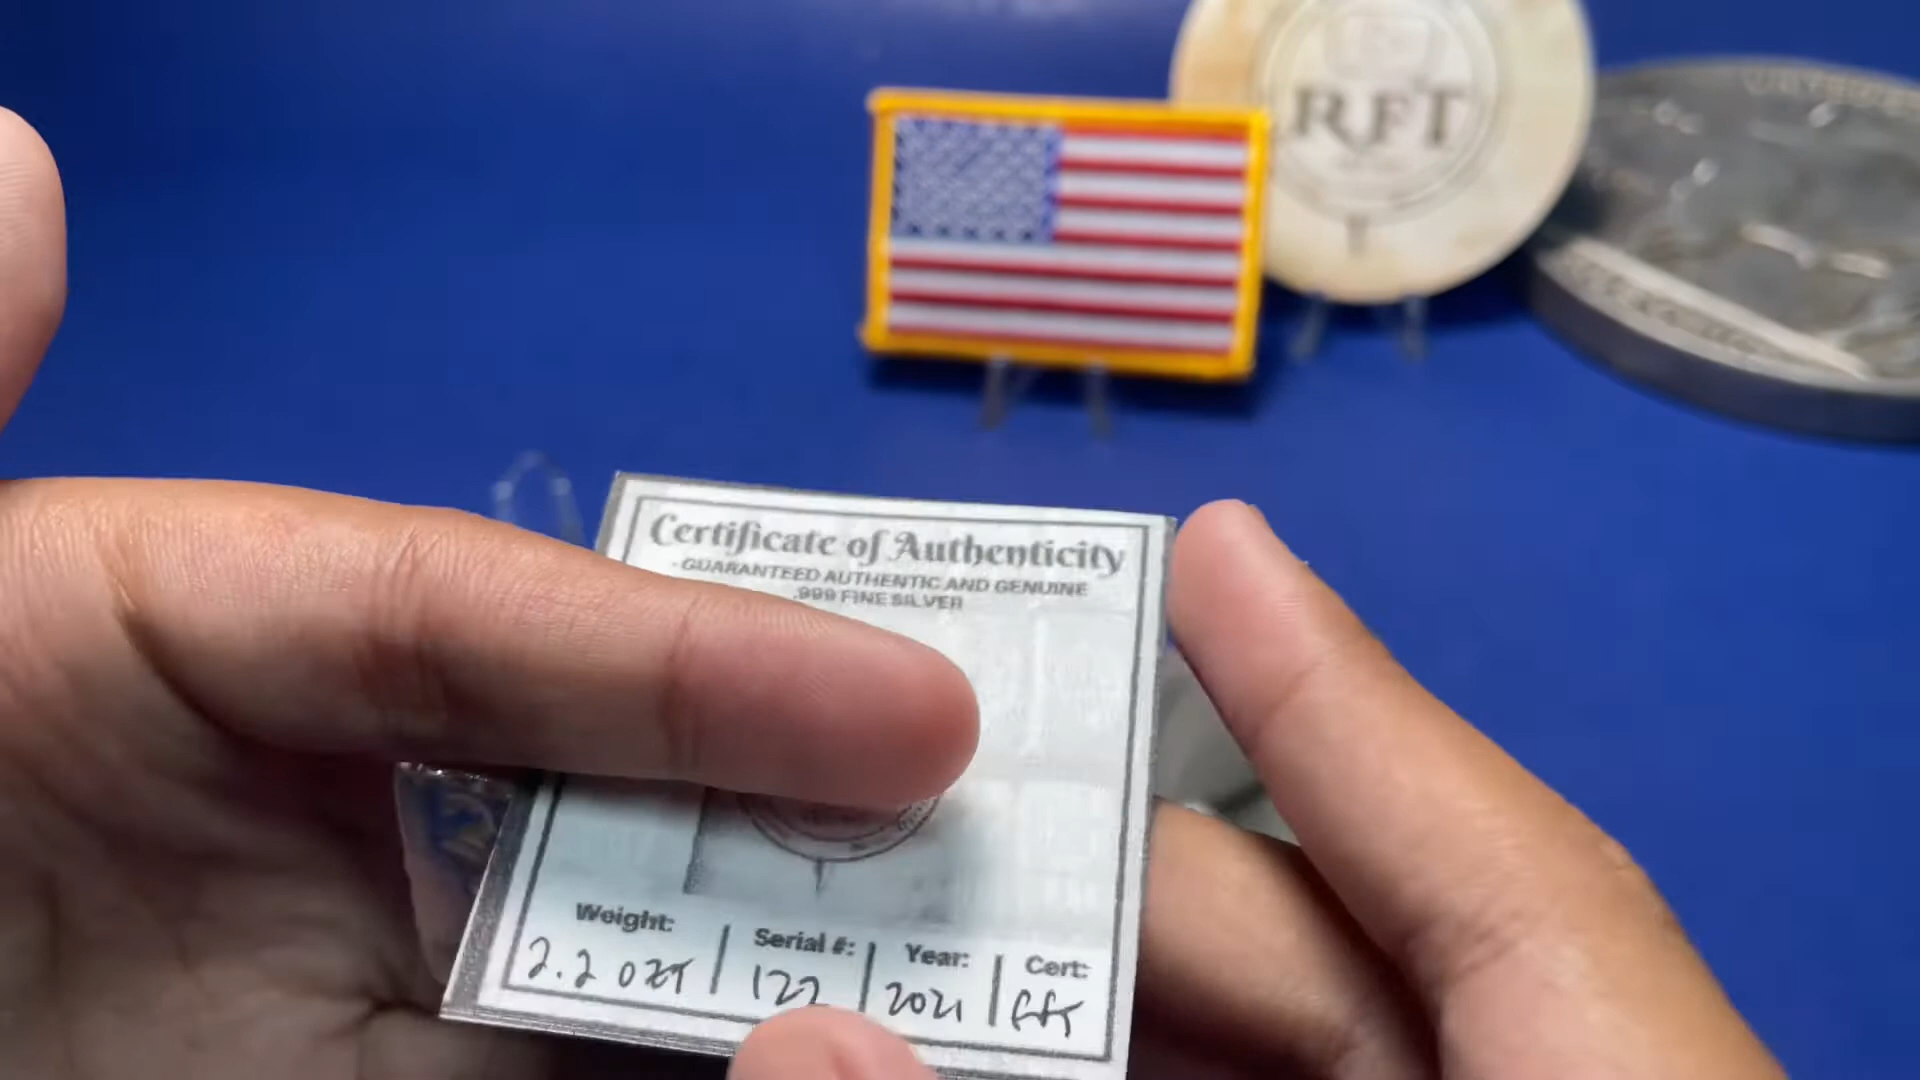 RFT
Certificate of Authenticity
GUARANTEED AUTHENTIC AND GENUINE
.999 FINE SILVER
Weight: | Serial #: | Year: | Cert:
2.2 OZT | 122 | 2021 |